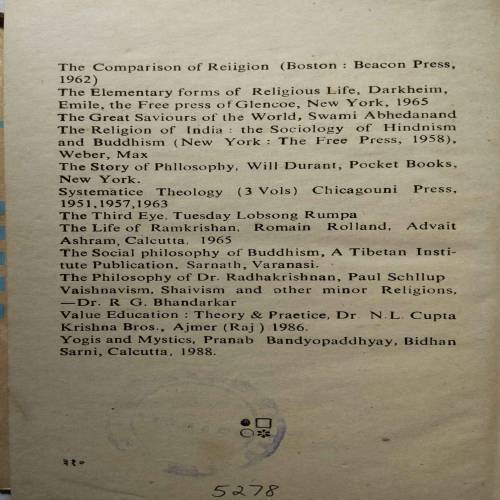 The Comparison of Reiigion (Boston : Beacon Press,
1962)
The Elementary forms of Religious Life, Darkheim,
Emile, the Free press of Glencoe, New York, 1965
The Great Saviours of the World, Swami Abhedanand
The Religion of India : the Sociology of Hindnism
and Buddhism (New York : The Free Press, 1958),
Weber, Max
The Story of Phllosophy, Will Durant, Pocket Books,
New York.
Systematice Theology (3 Vols) Chicagouni Press,
1951,1957,1963
The Third Eye. Tuesday Lobsong Rumpa
The Life of Ramkrishan, Romain Rolland, Advait
Ashram, Calcutta, 1965
The Social philosophy of Buddhism, A Tibetan Insti-
tute Publication, Sarnath, Varanasi.
The Philosophy of Dr. Radhakrishnan, Paul Schllup
Vaishnavism, Shaivism and other minor Religions,
—Dr. R G. Bhandarkar
Value Education : Theory & Praetice, Dr N.L. Cupta
Krishna Bros., Ajmer (Raj ) 1986.
Yogis and Mystics, Pranab Bandyopaddhyay, Bidhan
Sarni, Calcutta, 1988.
५१०
5278